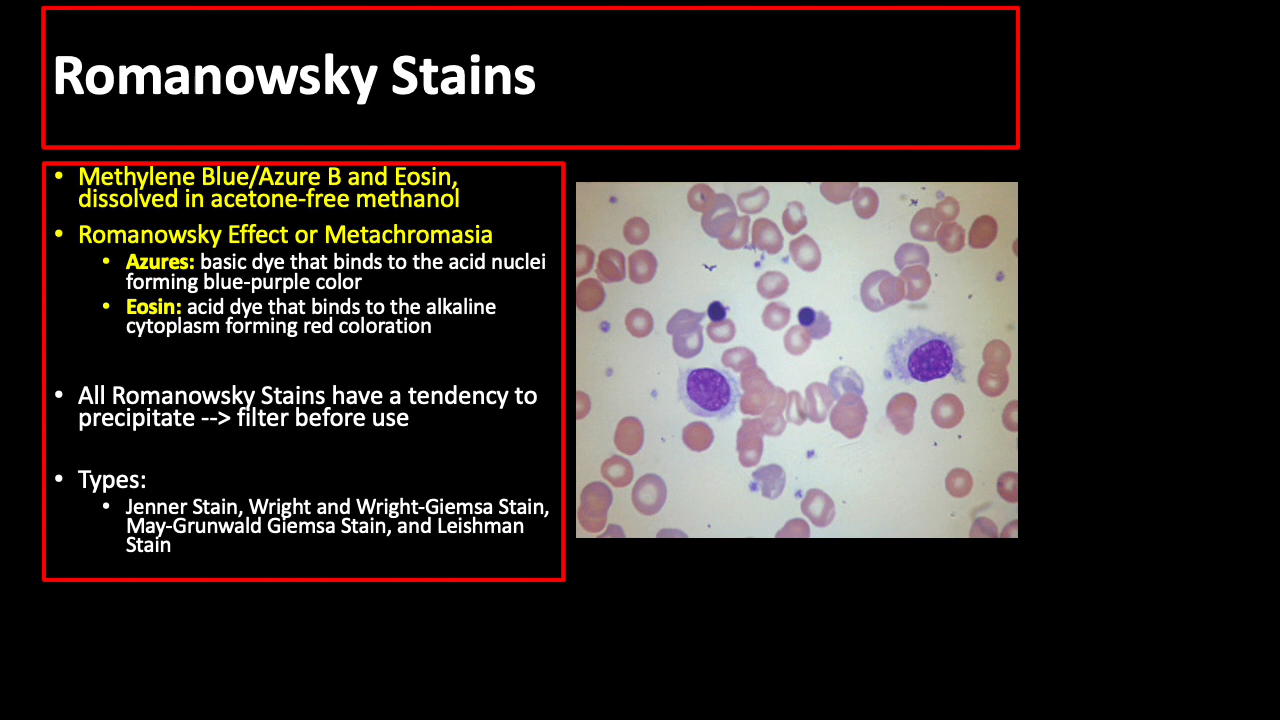 Romanowsky Stains
• Methylene Blue/Azure B and Eosin,
dissolved in acetone-free methanol
• Romanowsky Effect or Metachromasia
• Azures: basic dye that binds to the acid nuclei
forming blue-purple color
• Eosin: acid dye that binds to the alkaline
cytoplasm forming red coloration
• All Romanowsky Stains have a tendency to
precipitate --> filter before use
• Types:
• Jenner Stain, Wright and Wright-Giemsa Stain,
May-Grunwald Giemsa Stain, and Leishman
Stain